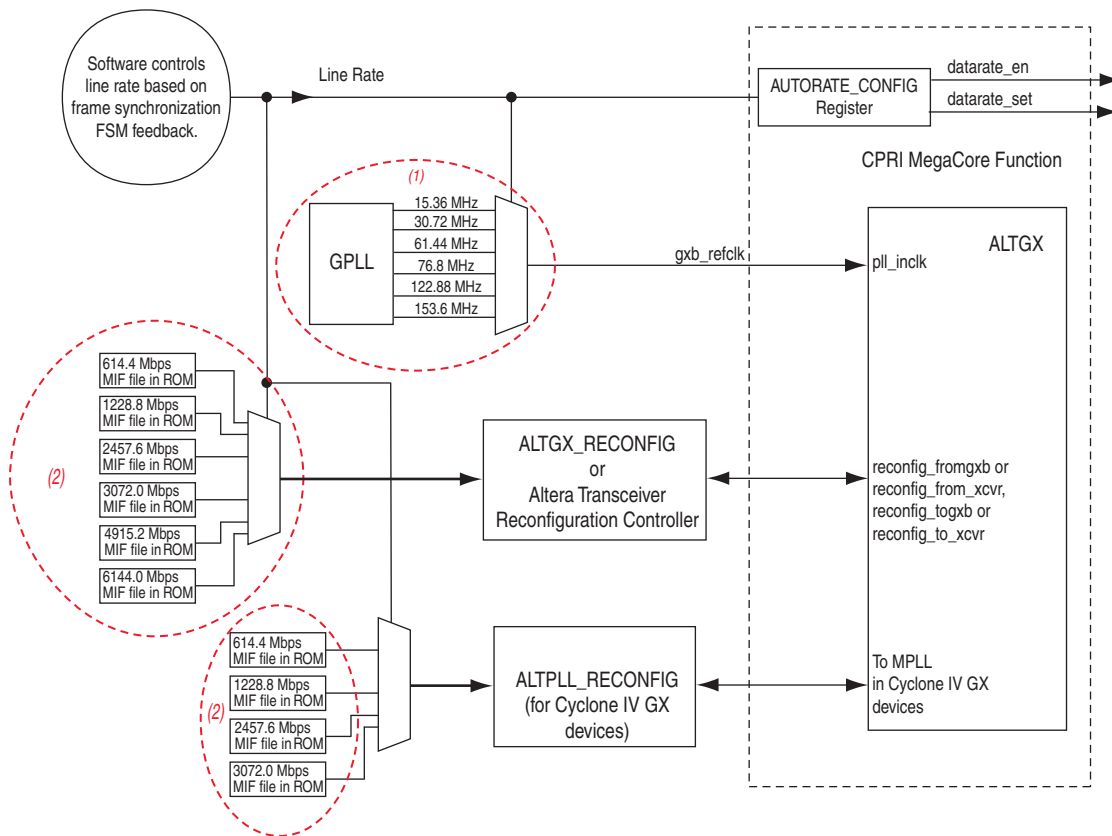 Software controls
line rate based on
frame synchronization
FSM feedback.
Line Rate
AUTORATE_CONFIG
Register
datarate_en
datarate_set
CPRI MegaCore Function
(1)
GPLL
15.36 MHz
30.72 MHz
61.44 MHz
76.8 MHz
122.88 MHz
153.6 MHz
gxb_refclk
pll_inclk
ALTGX
(2)
614.4 Mbps
MIF file in ROM
1228.8 Mbps
MIF file in ROM
2457.6 Mbps
MIF file in ROM
3072.0 Mbps
MIF file in ROM
4915.2 Mbps
MIF file in ROM
6144.0 Mbps
MIF file in ROM
ALTGX_RECONFIG
or
Altera Transceiver
Reconfiguration Controller
reconfig_fromgxb or
reconfig_from_xcvr,
reconfig_togxb or
reconfig_to_xcvr
(2)
614.4 Mbps
MIF file in ROM
1228.8 Mbps
MIF file in ROM
2457.6 Mbps
MIF file in ROM
3072.0 Mbps
MIF file in ROM
ALTPLL_RECONFIG
(for Cyclone IV GX
devices)
To MPLL
in Cyclone IV GX
devices